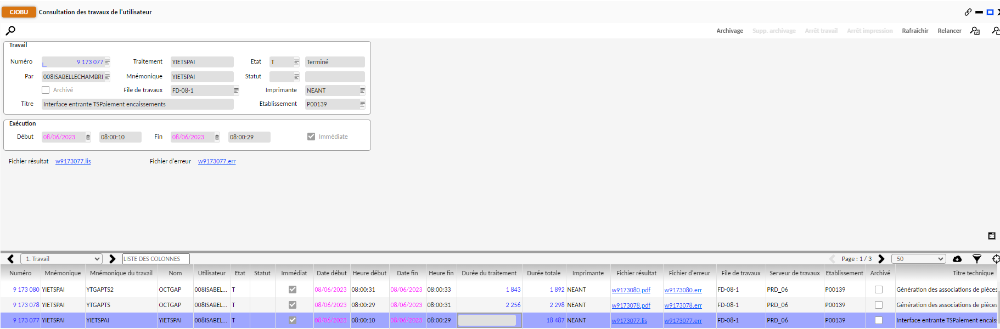 CJOBU Consultation des travaux de l'utilisateur
Archivage Supp. archivage Arrêt travail Arrêt impression Rafraîchir Relancer
Travail
Numéro 9 173 077 Traitement YIETSPAI Etat T Terminé
Par 008ISABELLECHAMBRI Mnémonique YIETSPAI Statut
Archivé File de travaux FD-08-1 Imprimante NEANT
Titre Interface entrante TSPaiement encaissements Etablissement P00139
Exécution
Début 08/06/2023 08:00:10 Fin 08/06/2023 08:00:29 Immédiate
Fichier résultat w9173077.lis Fichier d'erreur w9173077.err
1. Travail LISTE DES COLONNES Page : 1 / 3 50
Numéro Mnémonique Mnémonique du travail Nom Utilisateur Etat Statut Immédiat Date début Heure début Date fin Heure fin Durée du traitement Durée totale Imprimante Fichier résultat Fichier d'erreur File de travaux Serveur de travaux Etablissement Archivé Titre technique
9 173 080 YIETSPAI YTGAPTS2 OCTGAP 008ISABEL... T 08/06/2023 08:00:31 08/06/2023 08:00:33 1 843 1 892 NEANT w9173080.pdf w9173080.err FD-08-1 PRD_06 P00139 Génération des associations de pièces
9 173 078 YIETSPAI YTGAPTS OCTGAP 008ISABEL... T 08/06/2023 08:00:29 08/06/2023 08:00:31 2 256 2 298 NEANT w9173078.pdf w9173078.err FD-08-1 PRD_06 P00139 Génération des associations de pièces
9 173 077 YIETSPAI YIETSPAI YIETSPAI 008ISABEL... T 08/06/2023 08:00:10 08/06/2023 08:00:29 18 487 NEANT w9173077.lis w9173077.err FD-08-1 PRD_06 P00139 Interface entrante TSPaiement encaiss